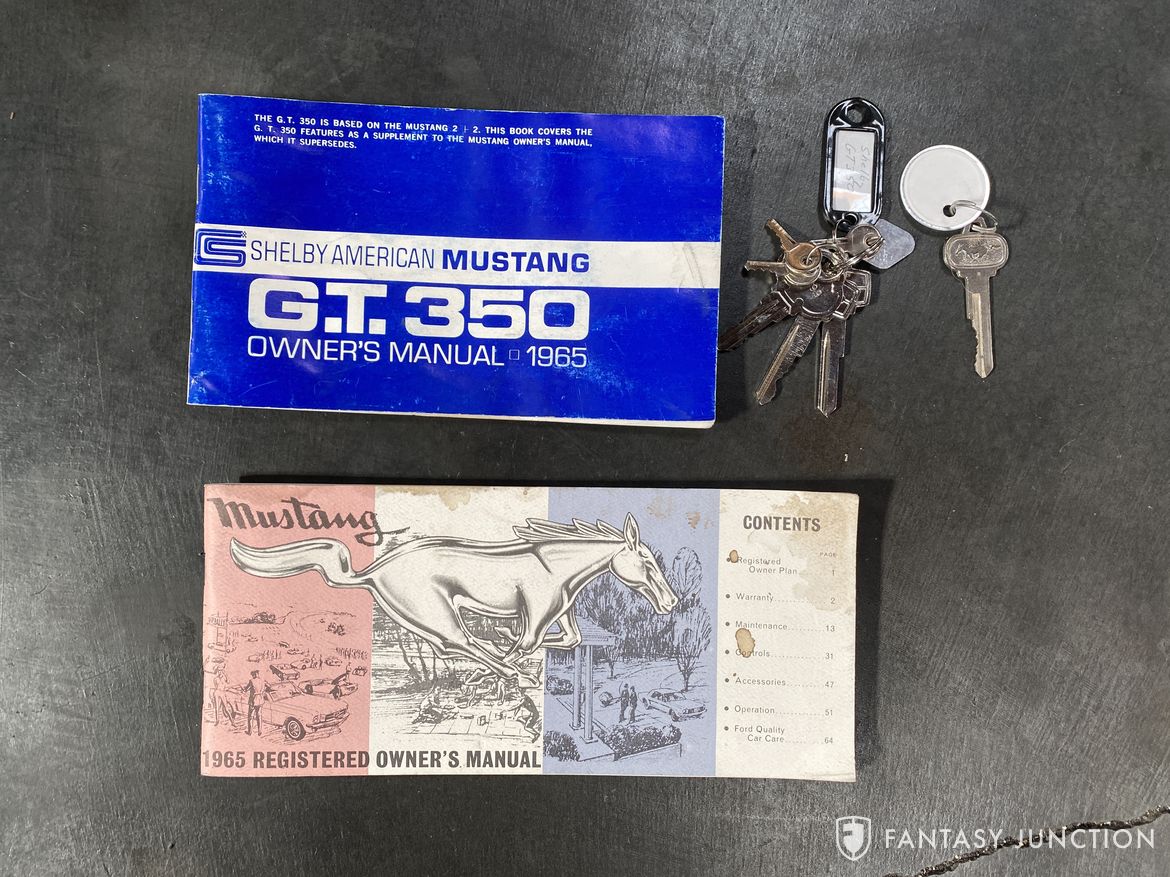 THE G.T. 350 IS BASED ON THE MUSTANG 2 + 2. THIS BOOK COVERS THE
G. T. 350 FEATURES AS A SUPPLEMENT TO THE MUSTANG OWNER'S MANUAL,
WHICH IT SUPERSEDES.
SHELBY AMERICAN MUSTANG
G.T. 350
OWNER'S MANUAL □ 1965
Shelby
GT350
Mustang
1965 REGISTERED OWNER'S MANUAL
CONTENTS
PAGE
• Registered
Owner Plan 1
• Warranty 2
• Maintenance 13
• Controls 31
• Accessories 47
• Operation 51
• Ford Quality
Car Care 64
FANTASY JUNCTION